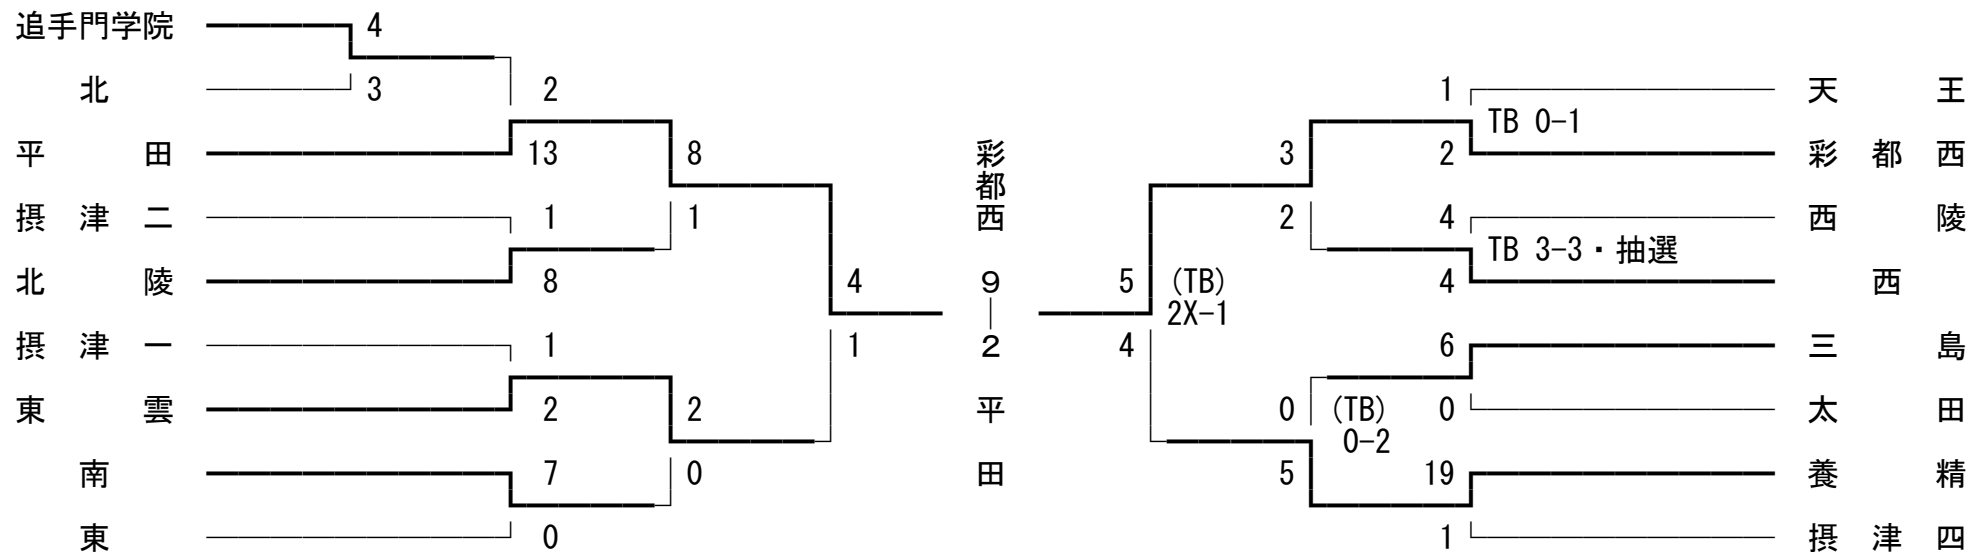 追手門学院 4
北 3 2 1 天王
TB 0-1
平田 13 8 彩都西 3 2 彩都西
摂津二 1 1 2 4 西陵
TB 3-3・抽選
北陵 8 4 9－2 5 (TB) 4 西
2X-1
摂津一 1 1 4 6 三島
東雲 2 2 平田 0 (TB) 0 太田
0-2
南 7 0 5 19 養精
東 0 1 摂津四